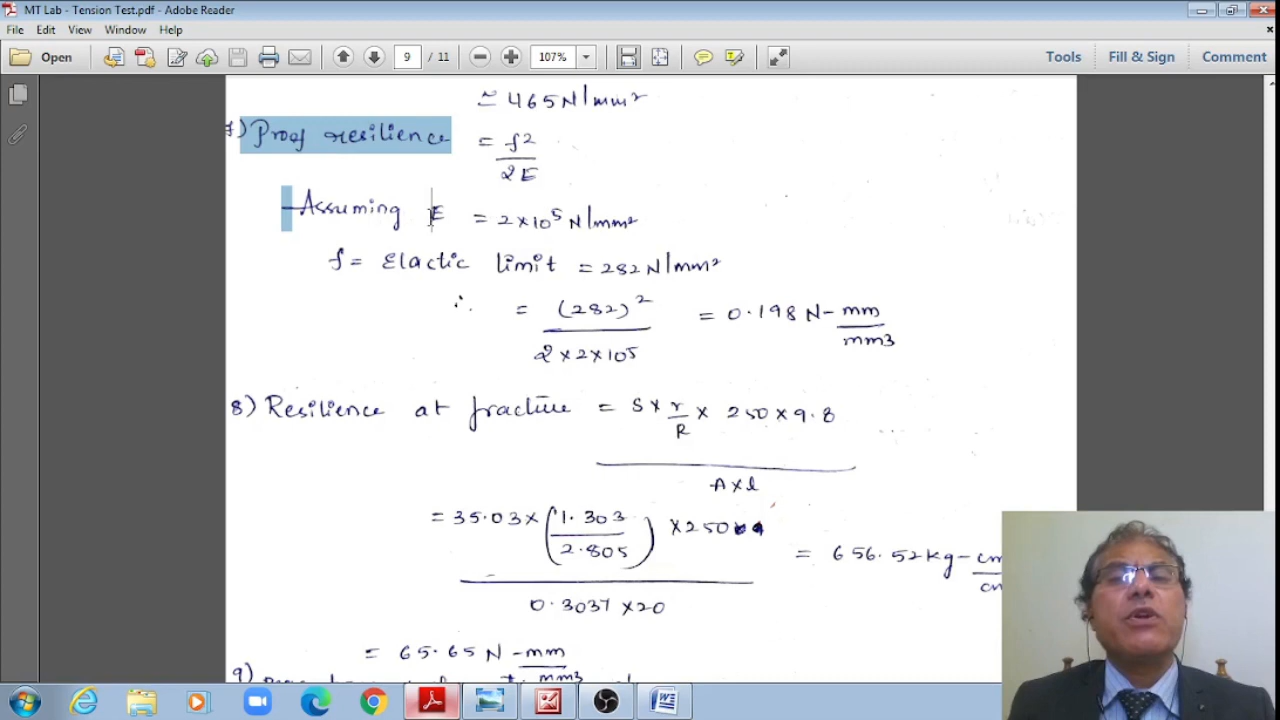 MT Lab - Tension Test.pdf - Adobe Reader
File Edit View Window Help
Open 9 / 11 107% Tools Fill & Sign Comment
≃ 465 N/mm²
7) Proof resilience = f2 / 2E
Assuming E = 2×10⁵ N/mm²
f = Elactic limit = 282 N/mm²
∴ = (282)² / 2×2×10⁵ = 0.198 N-mm / mm3
8) Resilience at fracture = S × r/R × 250 × 9.8
A×l
= 35.03 × (1.303 / 2.805) × 250
0.3037 × 20
= 656.52 kg-cm
= 65.65 N-mm
mm3
9)